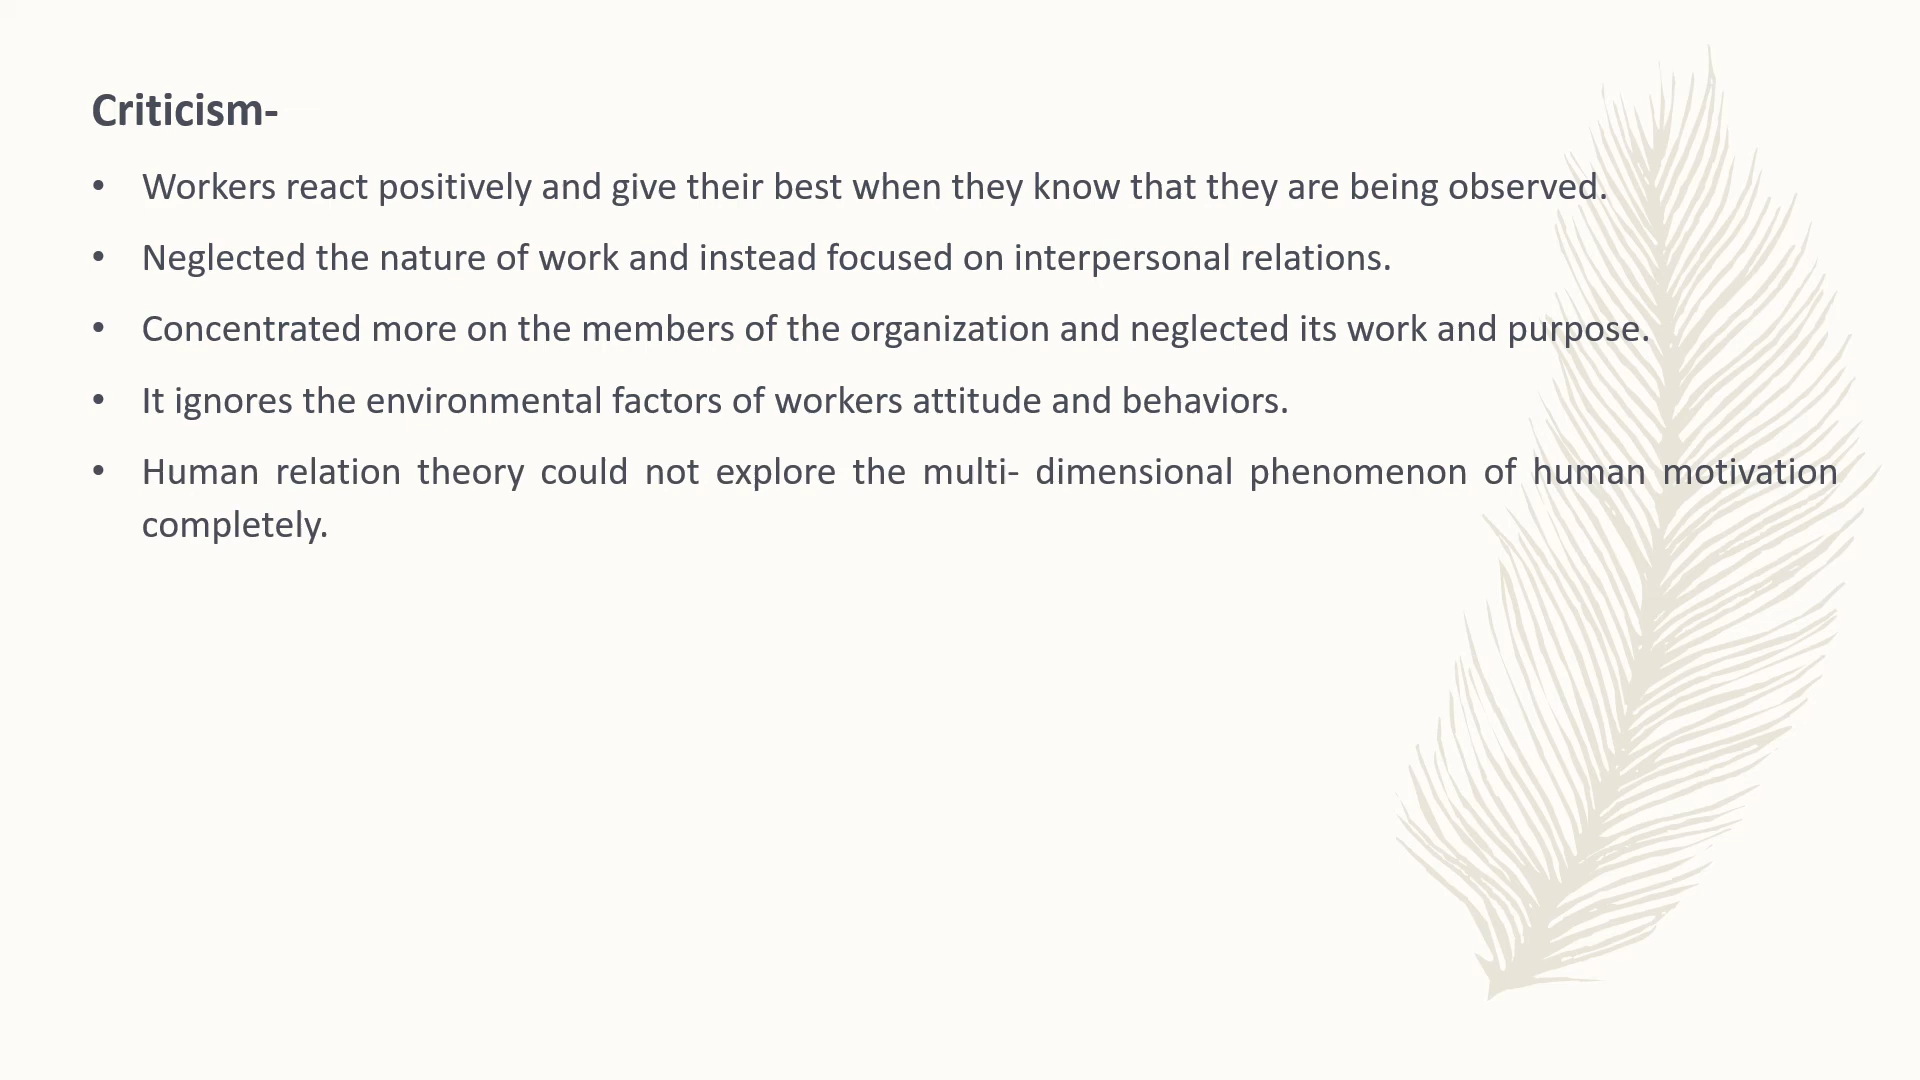 Criticism-
• Workers react positively and give their best when they know that they are being observed.
• Neglected the nature of work and instead focused on interpersonal relations.
• Concentrated more on the members of the organization and neglected its work and purpose.
• It ignores the environmental factors of workers attitude and behaviors.
• Human relation theory could not explore the multi- dimensional phenomenon of human motivation
completely.